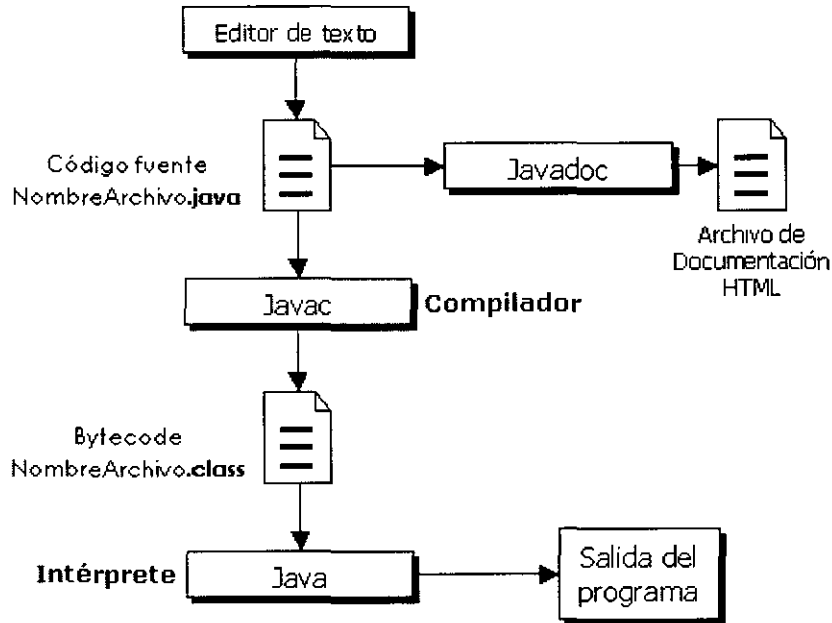 Editor de texto
Código fuente
NombreArchivo.java
Javadoc
Archivo de
Documentación
HTML
Javac
Compilador
Bytecode
NombreArchivo.class
Intérprete
Java
Salida del
programa